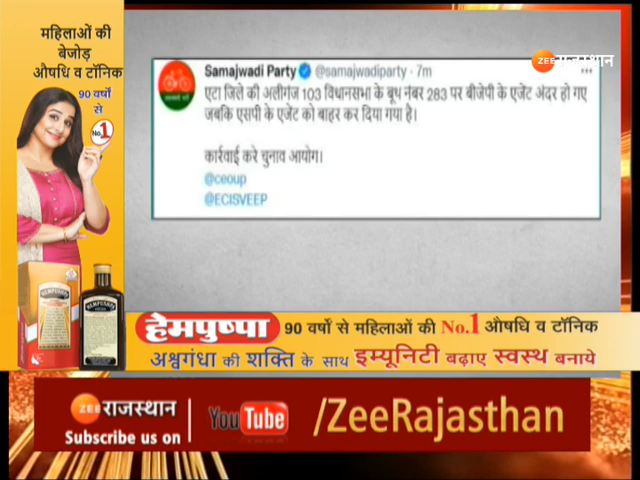 महिलाओं की
बेजोड़
औषधि व टॉनिक
90 वर्षों
से
No.1
ZEE राजस्थान
Samajwadi Party @samajwadiparty · 7m
एटा जिले की अलीगंज 103 विधानसभा के बूथ नंबर 283 पर बीजेपी के एजेंट अंदर हो गए
जबकि एसपी के एजेंट को बाहर कर दिया गया है।
कार्रवाई करे चुनाव आयोग।
@ceoup
@ECISVEEP
HEMPUSHPA
HEMPUSHPA
हेमपुष्पा 90 वर्षों से महिलाओं की No.1 औषधि व टॉनिक
अश्वगंधा की शक्ति के साथ इम्यूनिटी बढ़ाए स्वस्थ बनाये
ZEE राजस्थान
Subscribe us on
YouTube /ZeeRajasthan